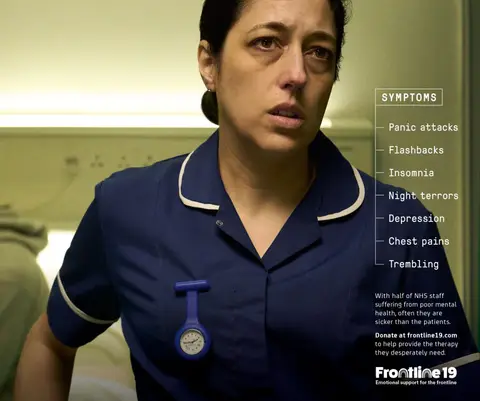 SYMPTOMS
Panic attacks
Flashbacks
Insomnia
Night terrors
Depression
Chest pains
Trembling
With half of NHS staff
suffering from poor mental
health, often they are
sicker than the patients.
Donate at frontline19.com
to help provide the therapy
they desperately need.
Frontline 19
Emotional support for the frontline